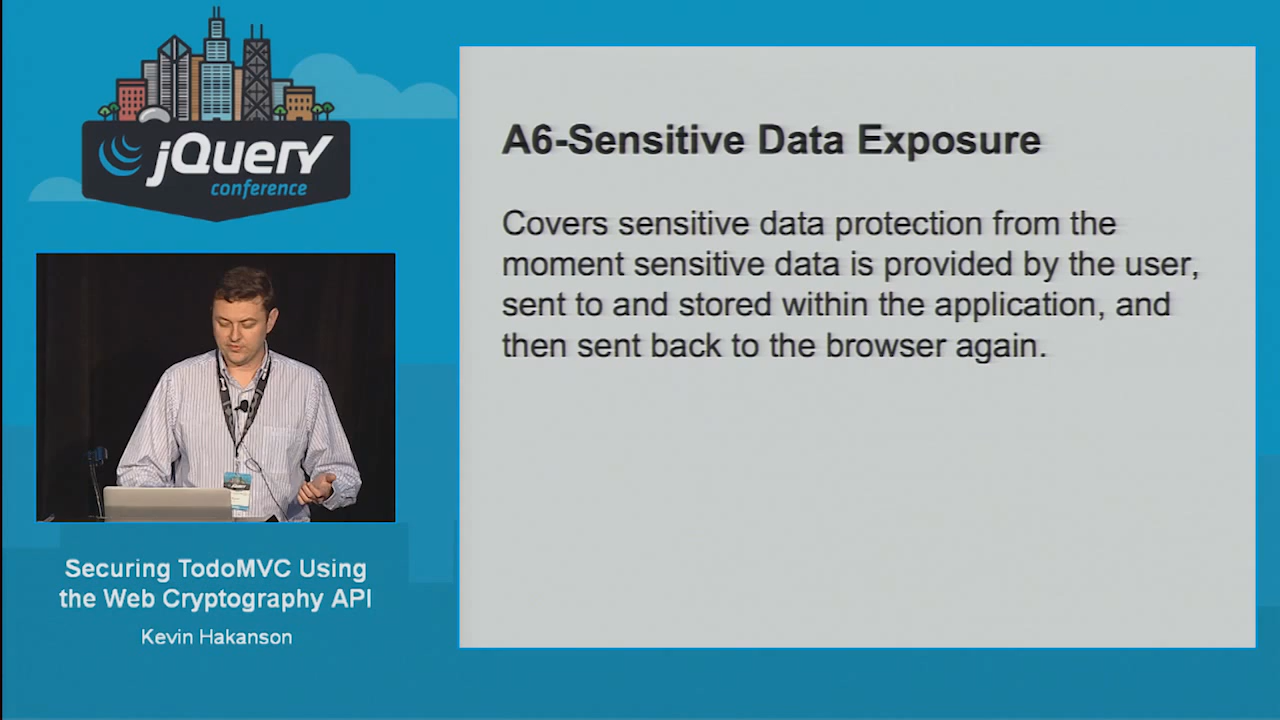 jQuery
conference
Securing TodoMVC Using
the Web Cryptography API
Kevin Hakanson
A6-Sensitive Data Exposure
Covers sensitive data protection from the
moment sensitive data is provided by the user,
sent to and stored within the application, and
then sent back to the browser again.